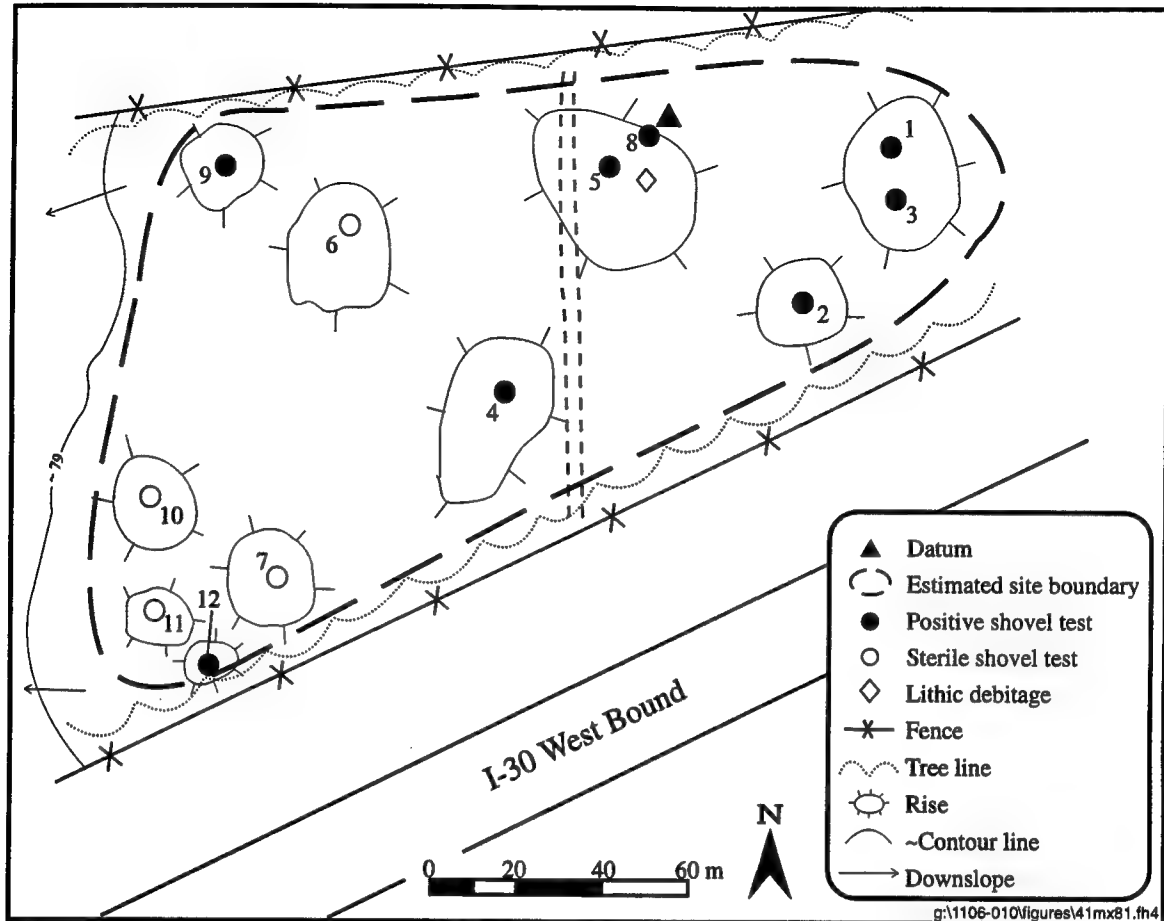 1
8
9
5
3
6
2
4
~79
10
7
12
11
Datum
Estimated site boundary
Positive shovel test
Sterile shovel test
Lithic debitage
Fence
Tree line
Rise
~Contour line
Downslope
I-30 West Bound
N
0 20 40 60 m
g:\1106-010\figures\41mx81.fh4